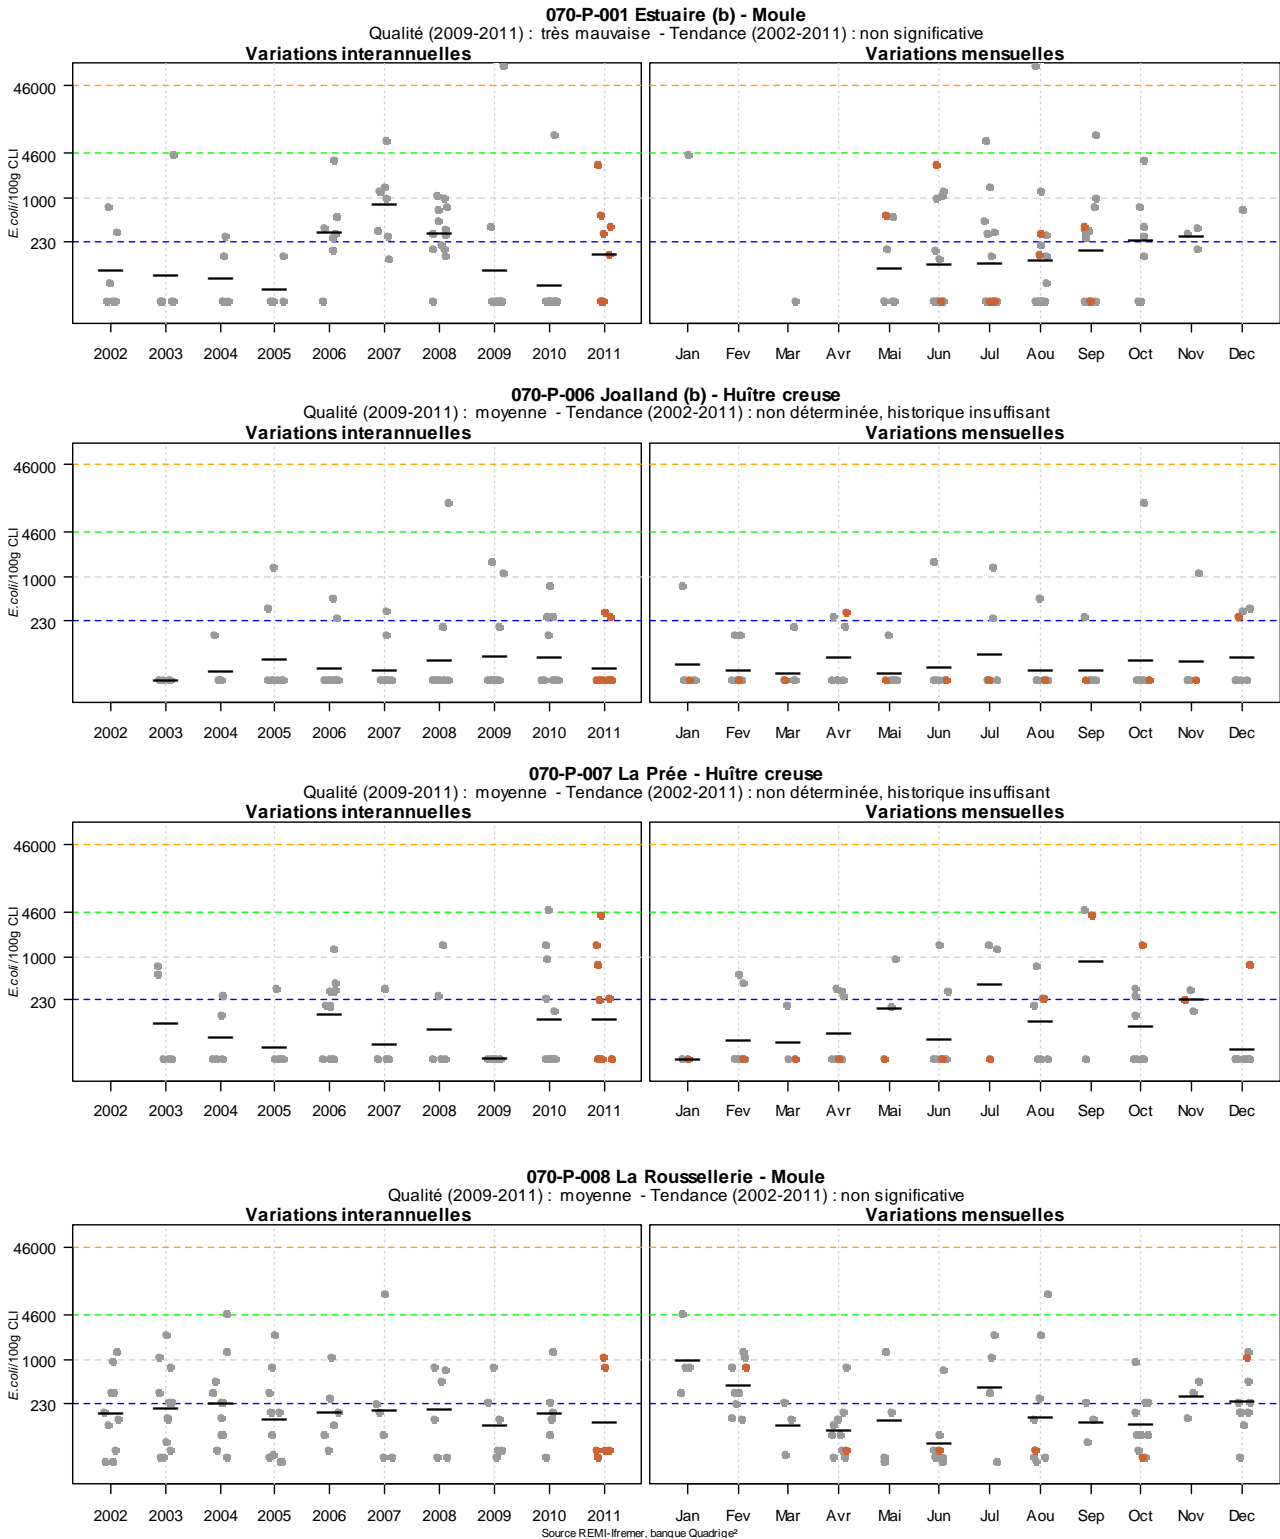 070-P-001 Estuaire (b) - Moule
Qualité (2009-2011) : très mauvaise - Tendance (2002-2011) : non significative
Variations interannuelles Variations mensuelles
46000
4600
1000
230
E.coli/100g CLI
2002 2003 2004 2005 2006 2007 2008 2009 2010 2011 Jan Fev Mar Avr Mai Jun Jul Aou Sep Oct Nov Dec
070-P-006 Joalland (b) - Huître creuse
Qualité (2009-2011) : moyenne - Tendance (2002-2011) : non déterminée, historique insuffisant
Variations interannuelles Variations mensuelles
46000
4600
1000
230
E.coli/100g CLI
2002 2003 2004 2005 2006 2007 2008 2009 2010 2011 Jan Fev Mar Avr Mai Jun Jul Aou Sep Oct Nov Dec
070-P-007 La Prée - Huître creuse
Qualité (2009-2011) : moyenne - Tendance (2002-2011) : non déterminée, historique insuffisant
Variations interannuelles Variations mensuelles
46000
4600
1000
230
E.coli/100g CLI
2002 2003 2004 2005 2006 2007 2008 2009 2010 2011 Jan Fev Mar Avr Mai Jun Jul Aou Sep Oct Nov Dec
070-P-008 La Roussellerie - Moule
Qualité (2009-2011) : moyenne - Tendance (2002-2011) : non significative
Variations interannuelles Variations mensuelles
46000
4600
1000
230
E.coli/100g CLI
2002 2003 2004 2005 2006 2007 2008 2009 2010 2011 Jan Fev Mar Avr Mai Jun Jul Aou Sep Oct Nov Dec
Source REMI-Ifremer, banque Quadrige²